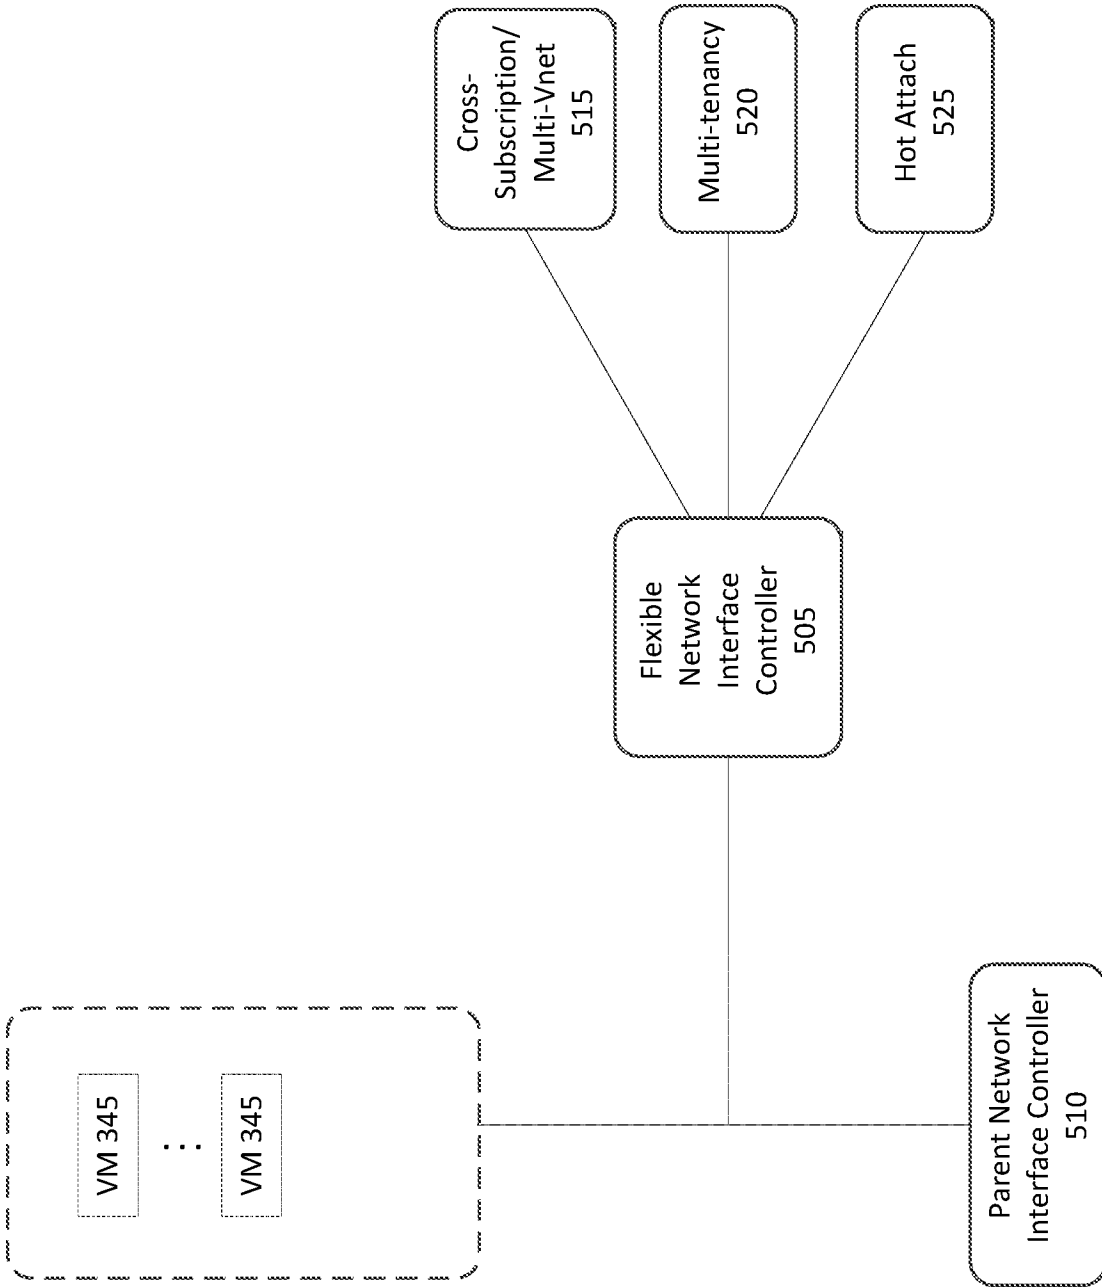 Cross-
Subscription/
Multi-Vnet
515
Multi-tenancy
520
Hot Attach
525
Flexible
Network
Interface
Controller
505
VM 345
...
VM 345
Parent Network
Interface Controller
510